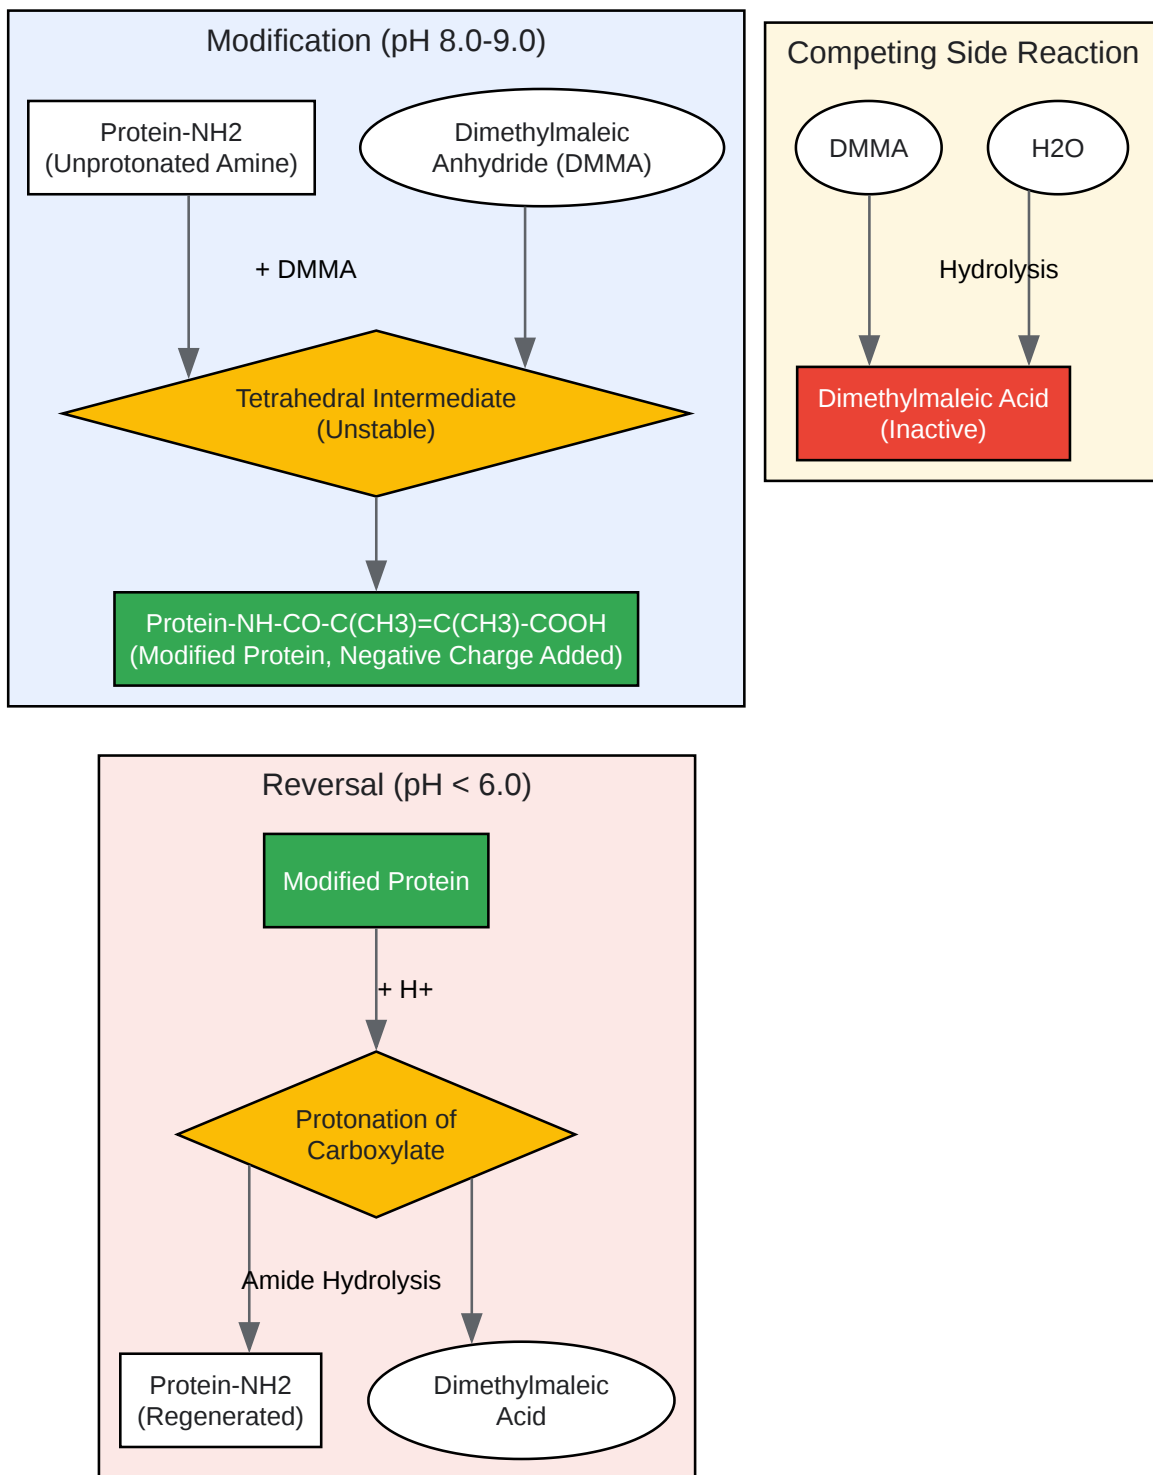 Modification (pH 8.0-9.0)
Protein-NH2
(Unprotonated Amine)
Dimethylmaleic
Anhydride (DMMA)
+ DMMA
Tetrahedral Intermediate
(Unstable)
Protein-NH-CO-C(CH3)=C(CH3)-COOH
(Modified Protein, Negative Charge Added)
Competing Side Reaction
DMMA
H2O
Hydrolysis
Dimethylmaleic Acid
(Inactive)
Reversal (pH < 6.0)
Modified Protein
+ H+
Protonation of
Carboxylate
Amide Hydrolysis
Protein-NH2
(Regenerated)
Dimethylmaleic
Acid